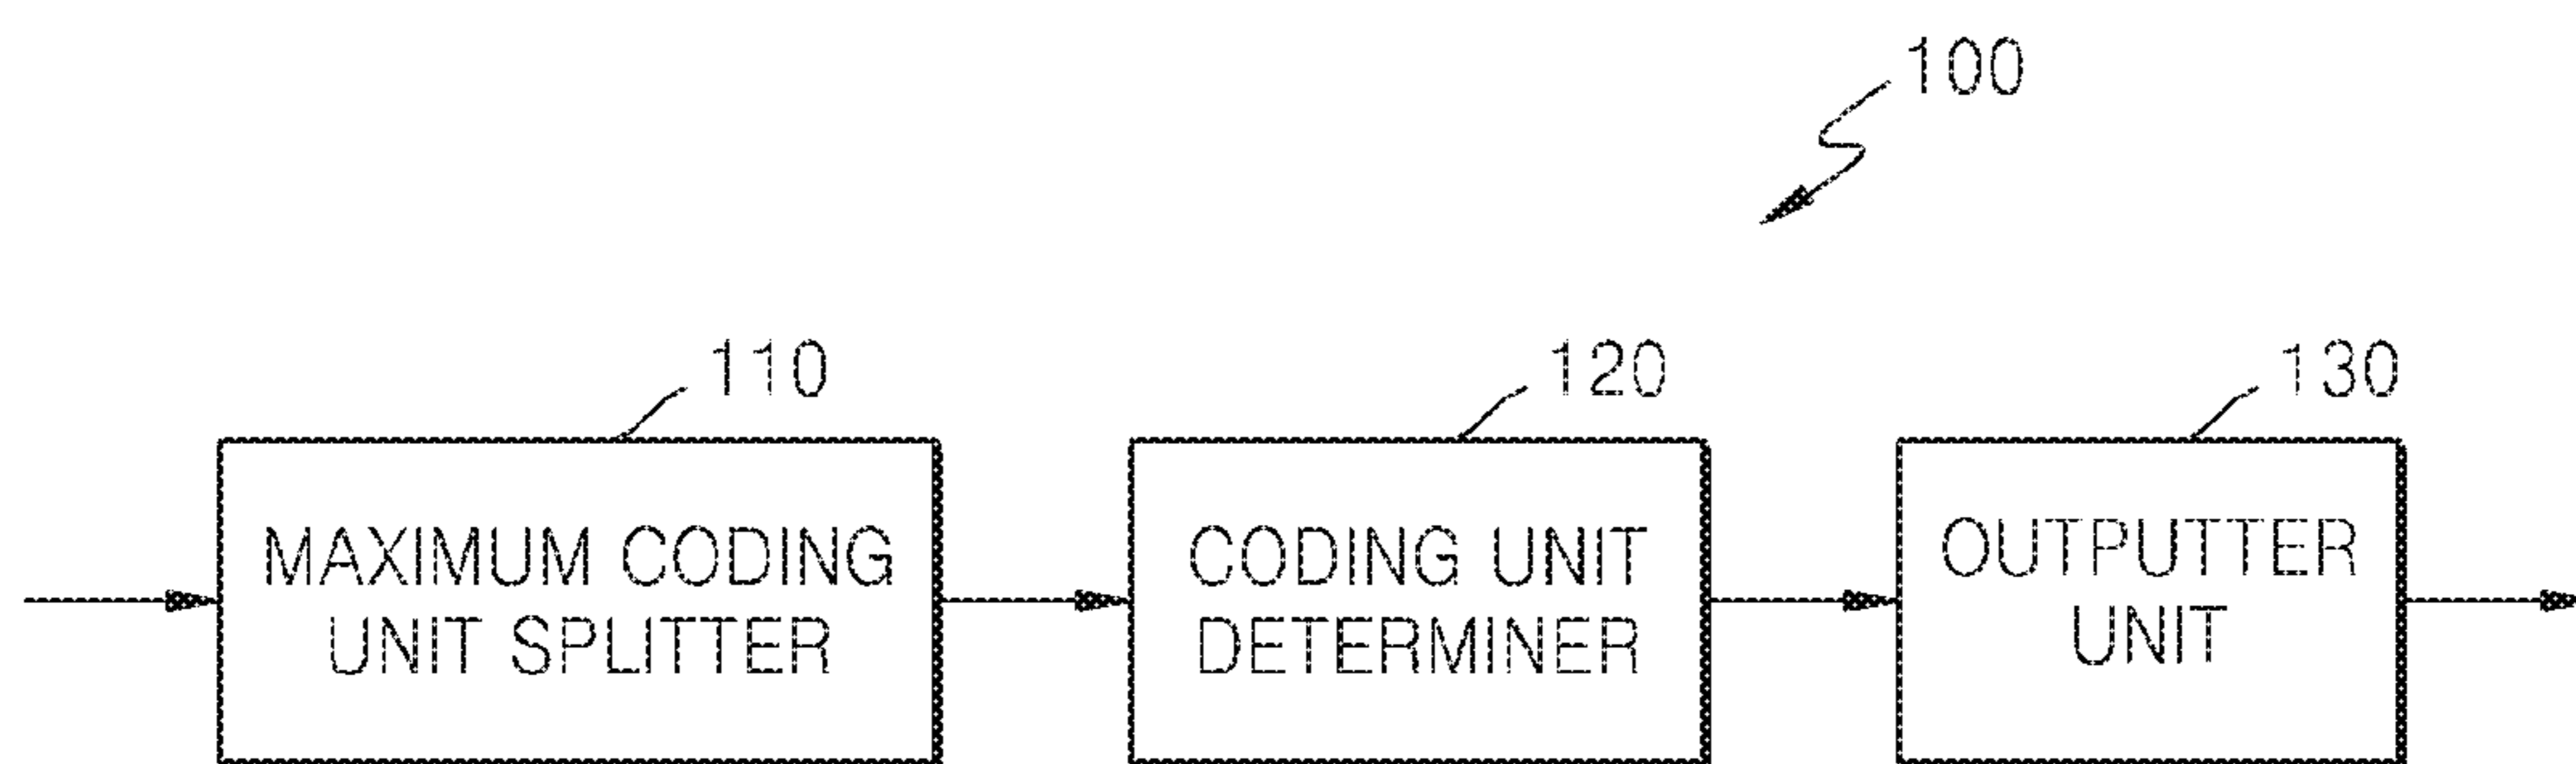 100
110
120
130
MAXIMUM CODING
UNIT SPLITTER
CODING UNIT
DETERMINER
OUTPUTTER
UNIT